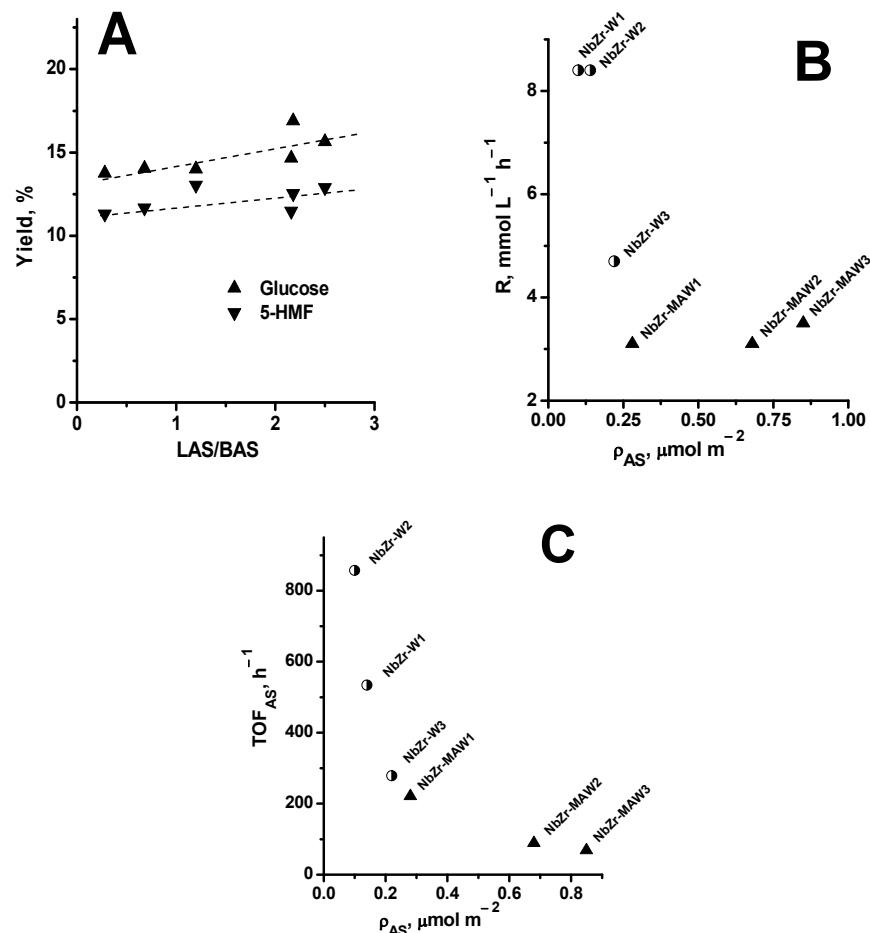 A
20
15
10
5
0
Yield, %
Glucose
5-HMF
0
1
2
3
LAS/BAS
B
NbZr-W1
NbZr-W2
8
6
4
2
R, mmol L⁻¹ h⁻¹
NbZr-W3
NbZr-MAW1
NbZr-MAW2
NbZr-MAW3
0.00
0.25
0.50
0.75
1.00
ρAS, μmol m⁻²
C
800
600
400
200
0
TOFAS, h⁻¹
NbZr-W2
NbZr-W1
NbZr-W3
NbZr-MAW1
NbZr-MAW2
NbZr-MAW3
0.0
0.2
0.4
0.6
0.8
ρAS, μmol m⁻²